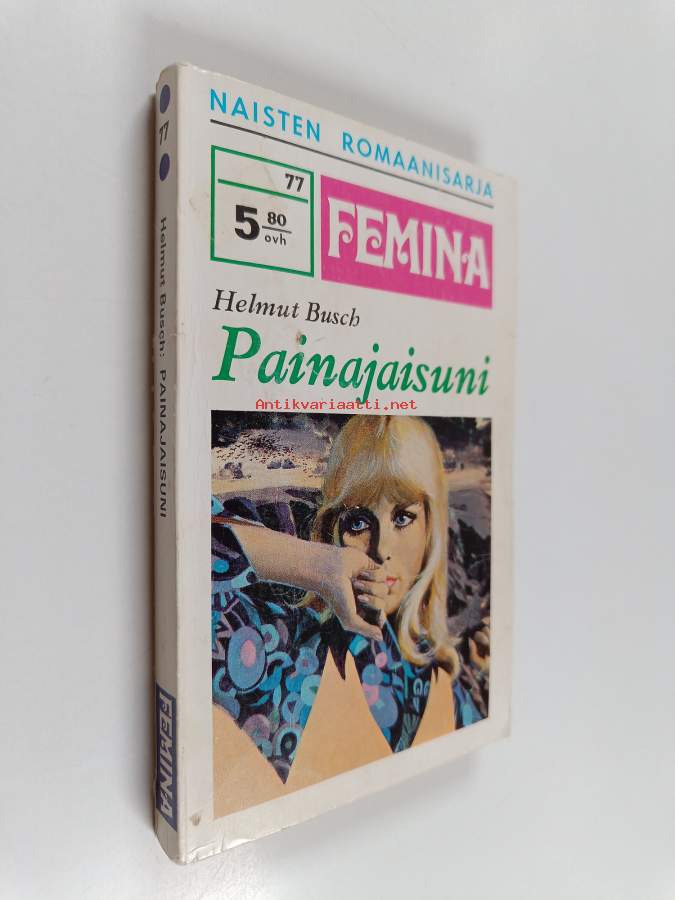 NAISTEN ROMAANISARJA
77
5 80
ovh
FEMINA
Helmut Busch
Painajaisuni
Antikvariaatti.net
77
Helmut Busch: PAINAJAISUNI
FEMINA